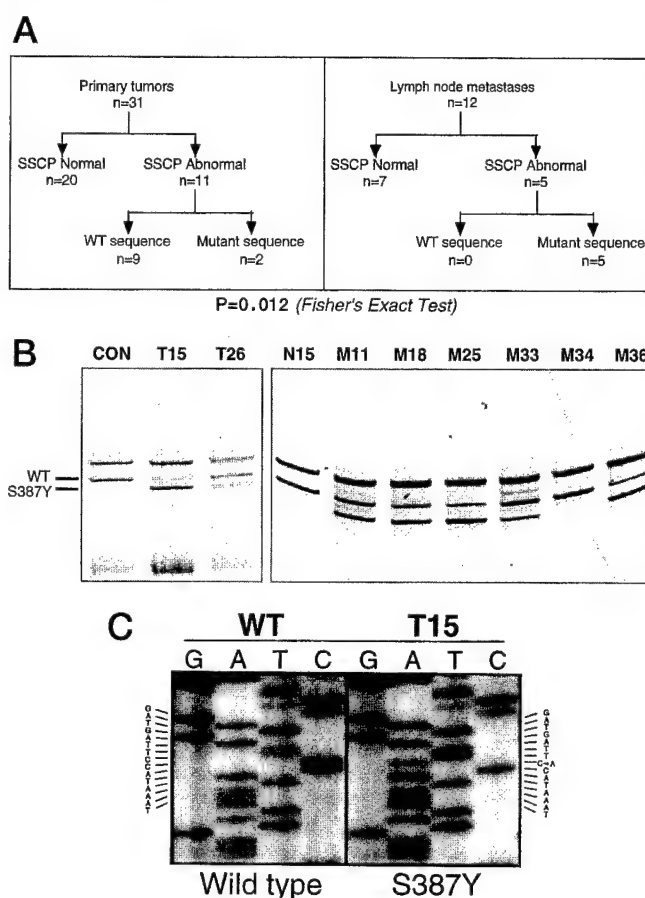 A
Primary tumors
n=31
SSCP Normal
n=20
SSCP Abnormal
n=11
WT sequence
n=9
Mutant sequence
n=2
Lymph node metastases
n=12
SSCP Normal
n=7
SSCP Abnormal
n=5
WT sequence
n=0
Mutant sequence
n=5
P=0.012 (Fisher's Exact Test)
B
CON T15 T26 N15 M11 M18 M25 M33 M34 M36
WT
S387Y
C
WT T15
G A T C G A T C
G
A
T
G
A
T
T
C
C
A
T
A
A
A
T
G
A
T
G
A
T
T
C→A
C
A
T
A
A
A
T
Wild type S387Y